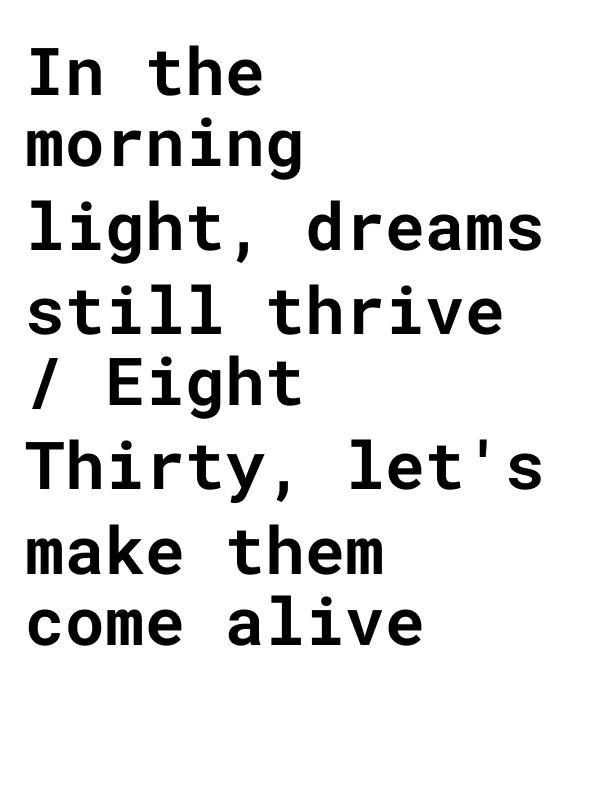 In the
morning
light, dreams
still thrive
/ Eight
Thirty, let's
make them
come alive